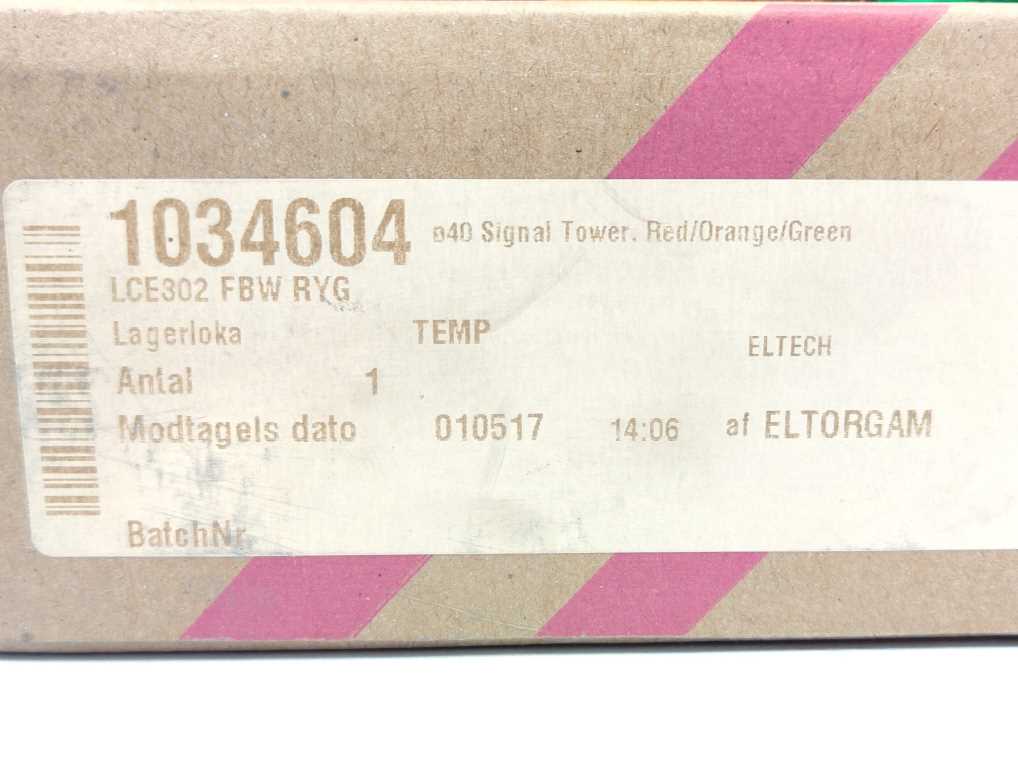 1034604 ø40 Signal Tower. Red/Orange/Green
LCE302 FBW RYG
Lagerloka TEMP ELTECH
Antal 1
Modtagels dato 010517 14:06 af ELTORGAM
BatchNr.